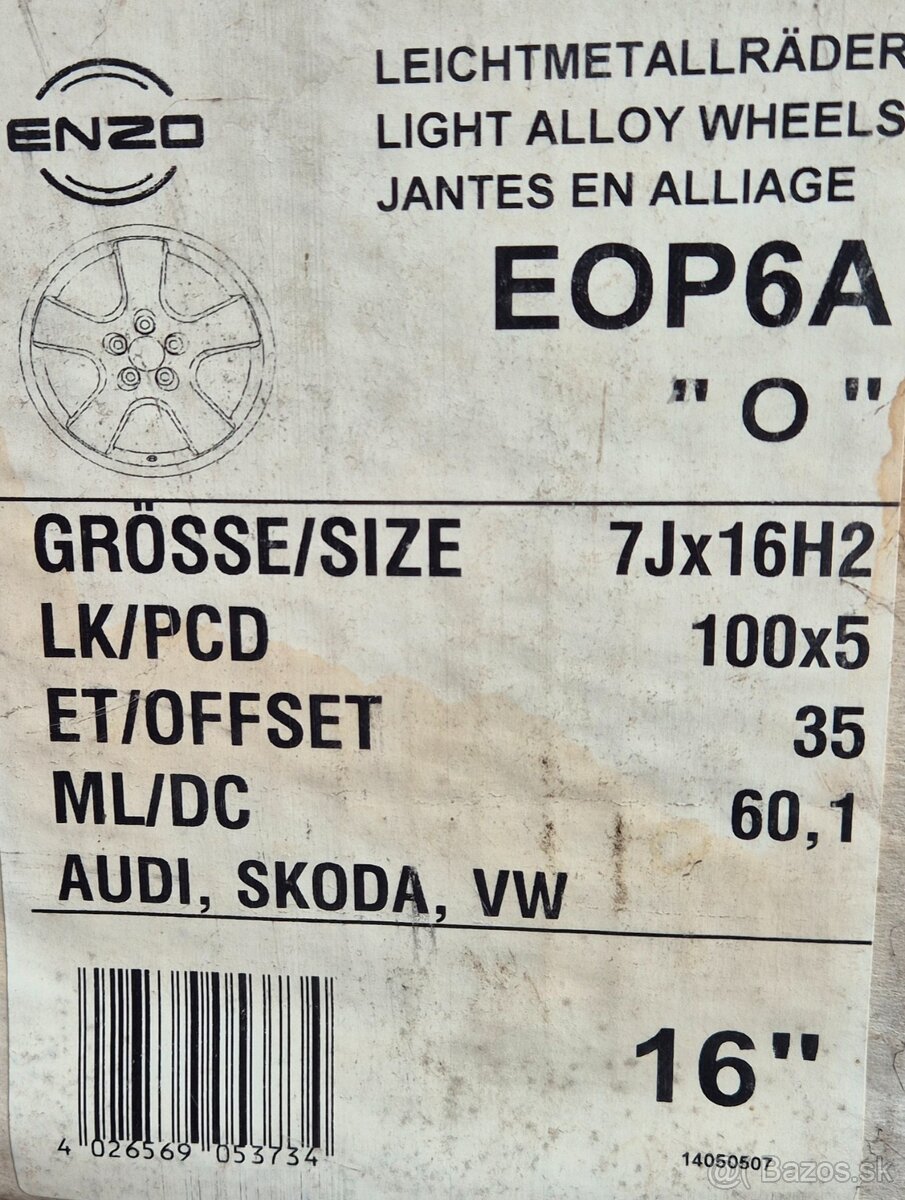 ENZO
LEICHTMETALLRÄDER
LIGHT ALLOY WHEELS
JANTES EN ALLIAGE
EOP6A
" O "
GRÖSSE/SIZE 7Jx16H2
LK/PCD 100x5
ET/OFFSET 35
ML/DC 60,1
AUDI, SKODA, VW
16"
4 026569 053734
14050507
Bazos.sk